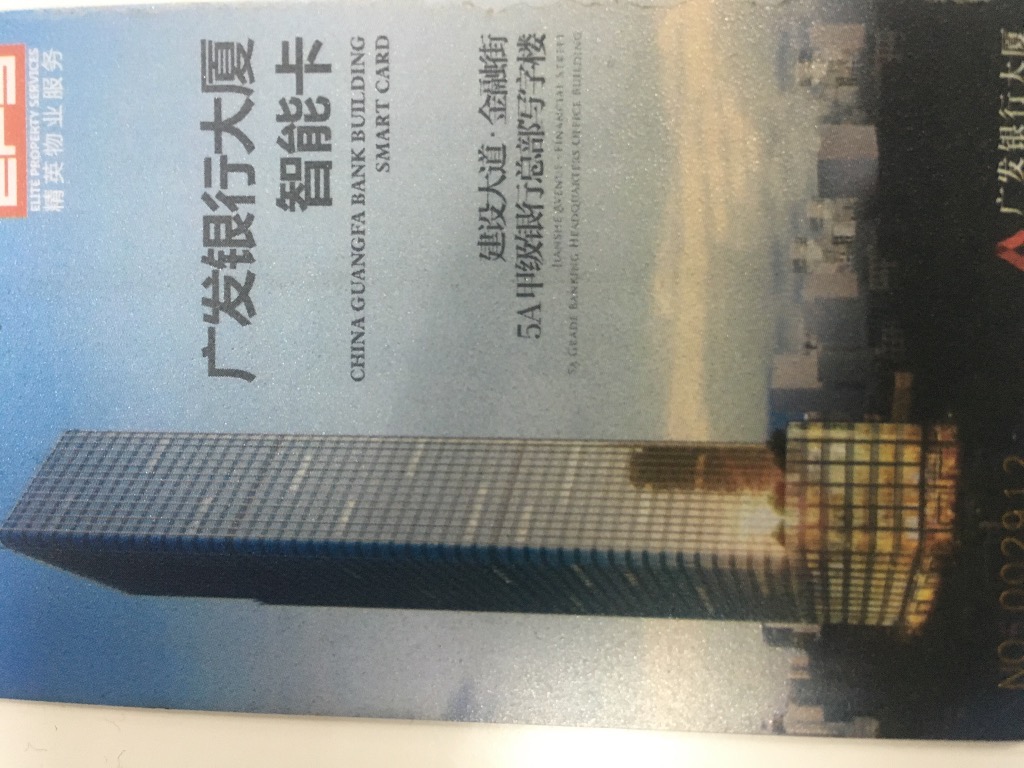 EPS
ELITE PROPERTY SERVICES
精英物业服务
广发银行大厦
智能卡
CHINA GUANGFA BANK BUILDING
SMART CARD
建设大道·金融街
5A甲级银行总部写字楼
JIANSHE AVENUE·FINANCIAL STREET
5A GRADE BANKING HEADQUARTERS OFFICE BUILDING
广发银行大厦